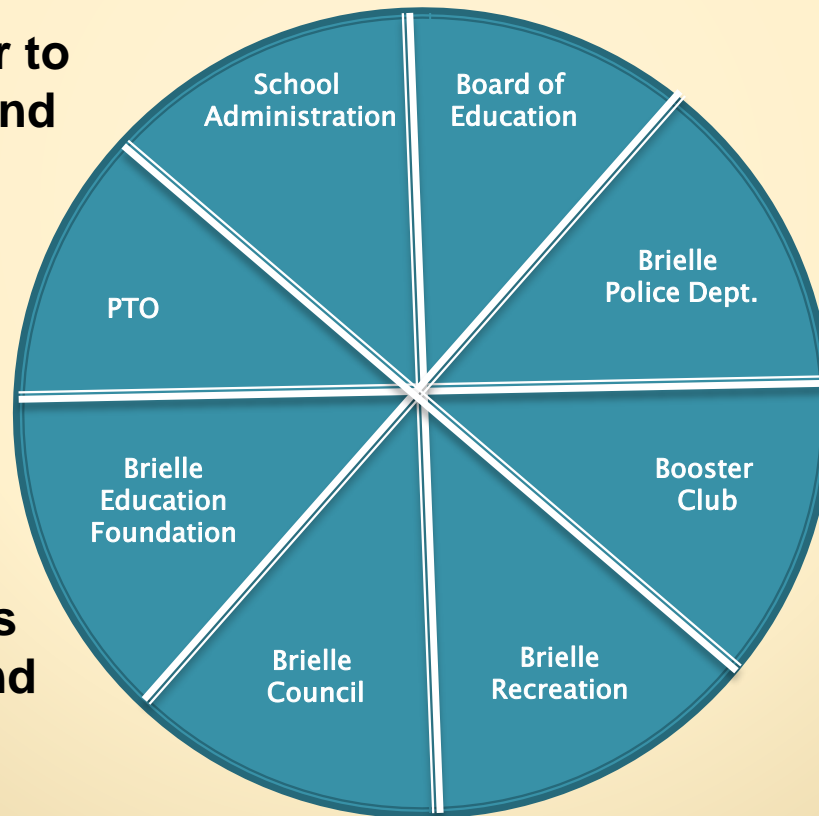 r to
nd
School
Administration
Board of
Education
Brielle
Police Dept.
PTO
Booster
Club
Brielle
Education
Foundation
s
nd
Brielle
Council
Brielle
Recreation